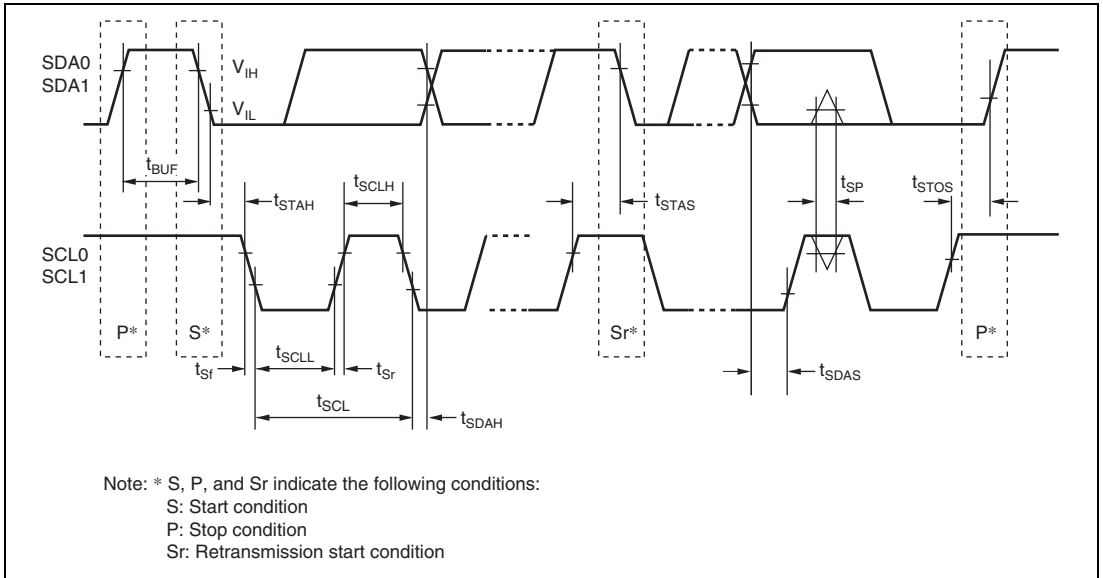 SDA0
SDA1
VIH
VIL
tBUF
tSTAH
tSCLH
tSTAS
tSP
tSTOS
SCL0
SCL1
P*
S*
Sr*
P*
tSf
tSCLL
tSr
tSCL
tSDAH
tSDAS
Note: * S, P, and Sr indicate the following conditions:
S: Start condition
P: Stop condition
Sr: Retransmission start condition